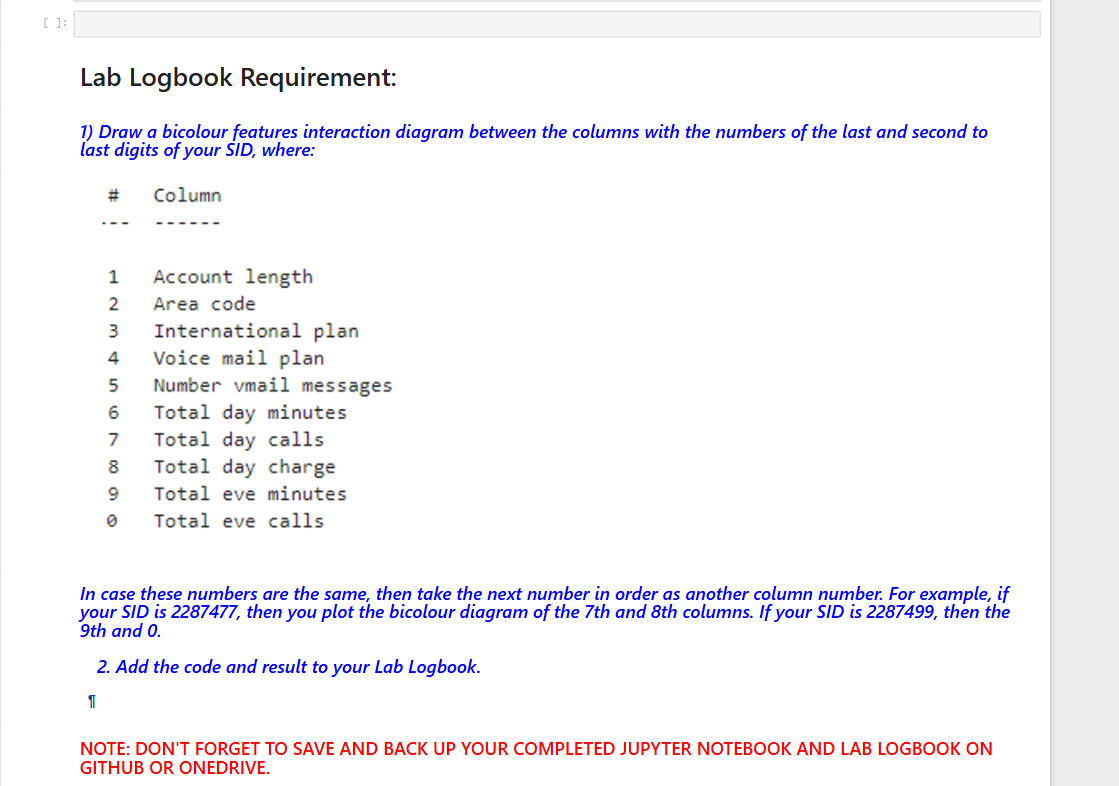 [ ]:
Lab Logbook Requirement:
1) Draw a bicolour features interaction diagram between the columns with the numbers of the last and second to
last digits of your SID, where:
# Column
--- ------
1 Account length
2 Area code
3 International plan
4 Voice mail plan
5 Number vmail messages
6 Total day minutes
7 Total day calls
8 Total day charge
9 Total eve minutes
0 Total eve calls
In case these numbers are the same, then take the next number in order as another column number. For example, if
your SID is 2287477, then you plot the bicolour diagram of the 7th and 8th columns. If your SID is 2287499, then the
9th and 0.
2. Add the code and result to your Lab Logbook.
¶
NOTE: DON'T FORGET TO SAVE AND BACK UP YOUR COMPLETED JUPYTER NOTEBOOK AND LAB LOGBOOK ON
GITHUB OR ONEDRIVE.